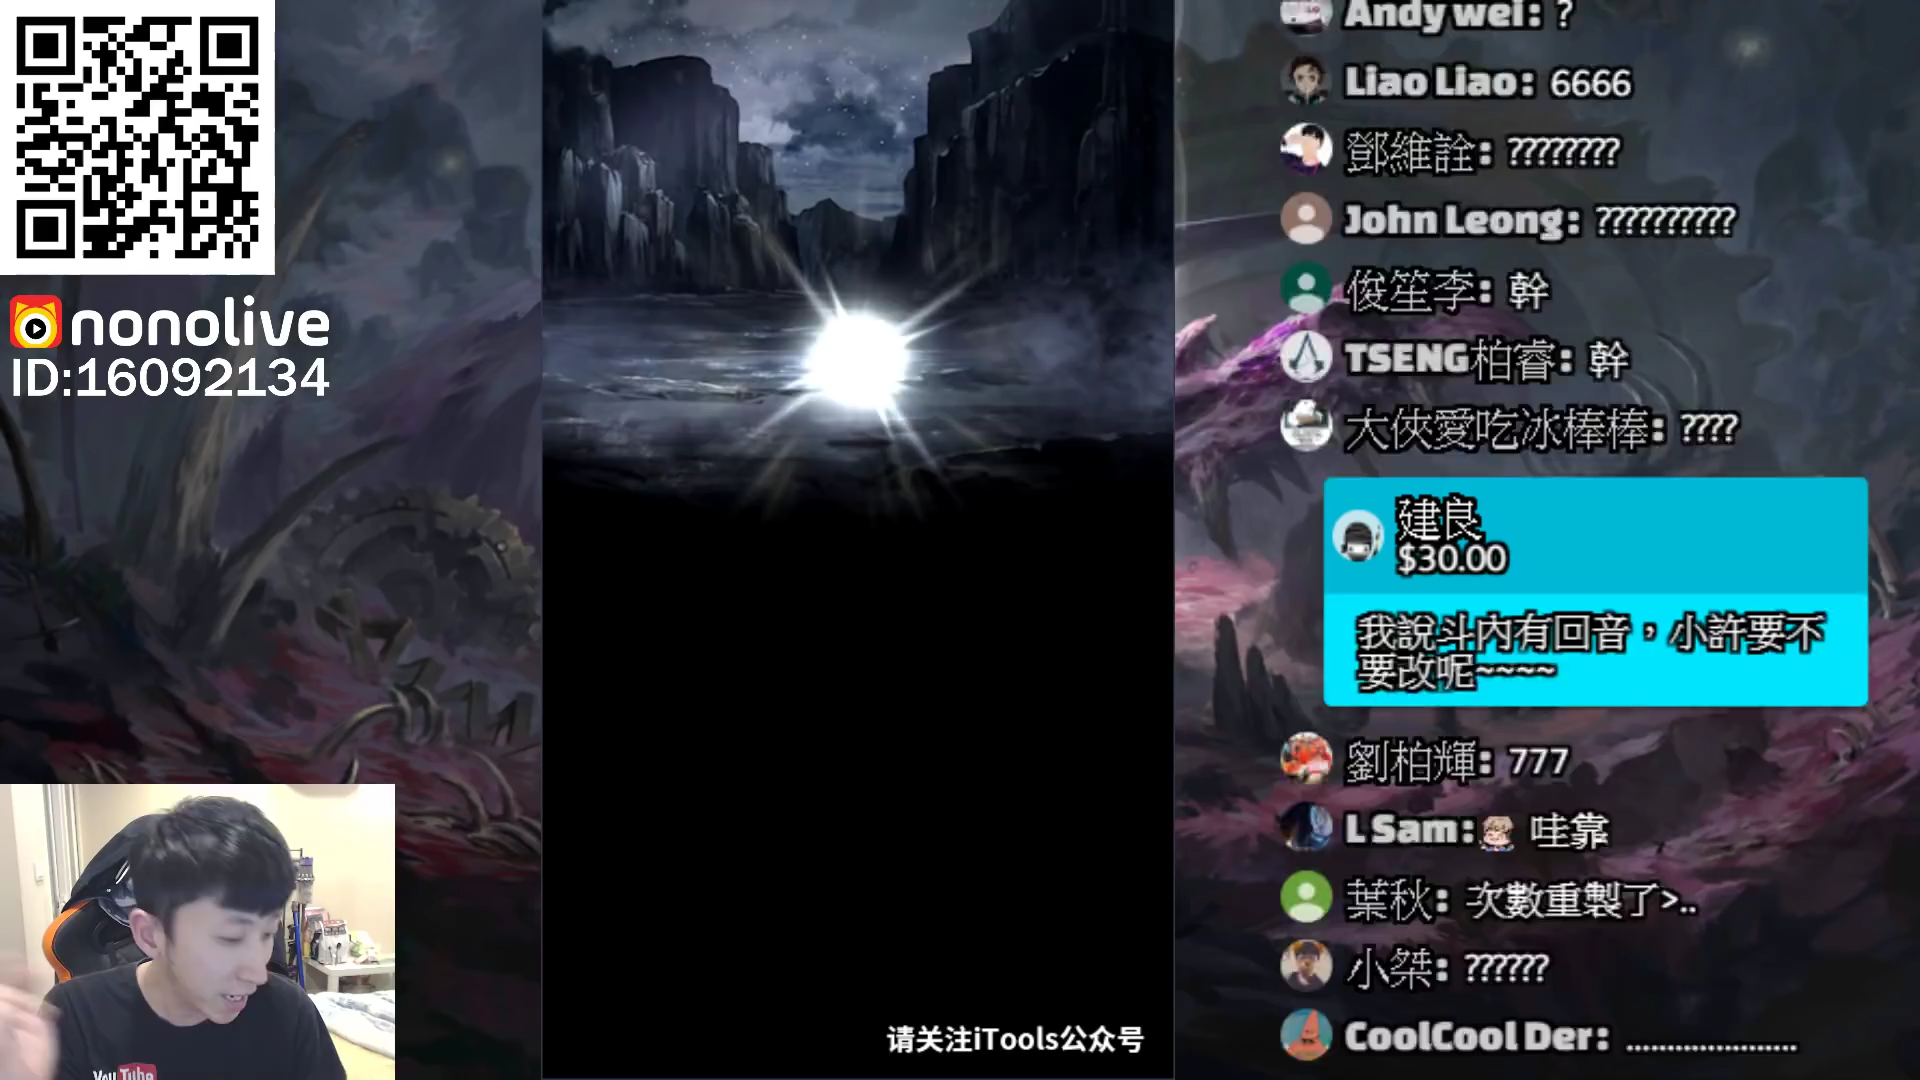 nonolive
ID:16092134
Andy wei: ?
Liao Liao: 6666
鄧維詮: ????????
John Leong: ??????????
俊笙李: 幹
TSENG柏睿: 幹
大俠愛吃冰棒棒: ????
建良
$30.00
我說斗內有回音，小許要不
要改呢~~~~
劉柏輝: 777
L Sam: 哇靠
葉秋: 次數重製了>..
小桀: ??????
CoolCool Der: .....................
请关注iTools公众号
YouTube